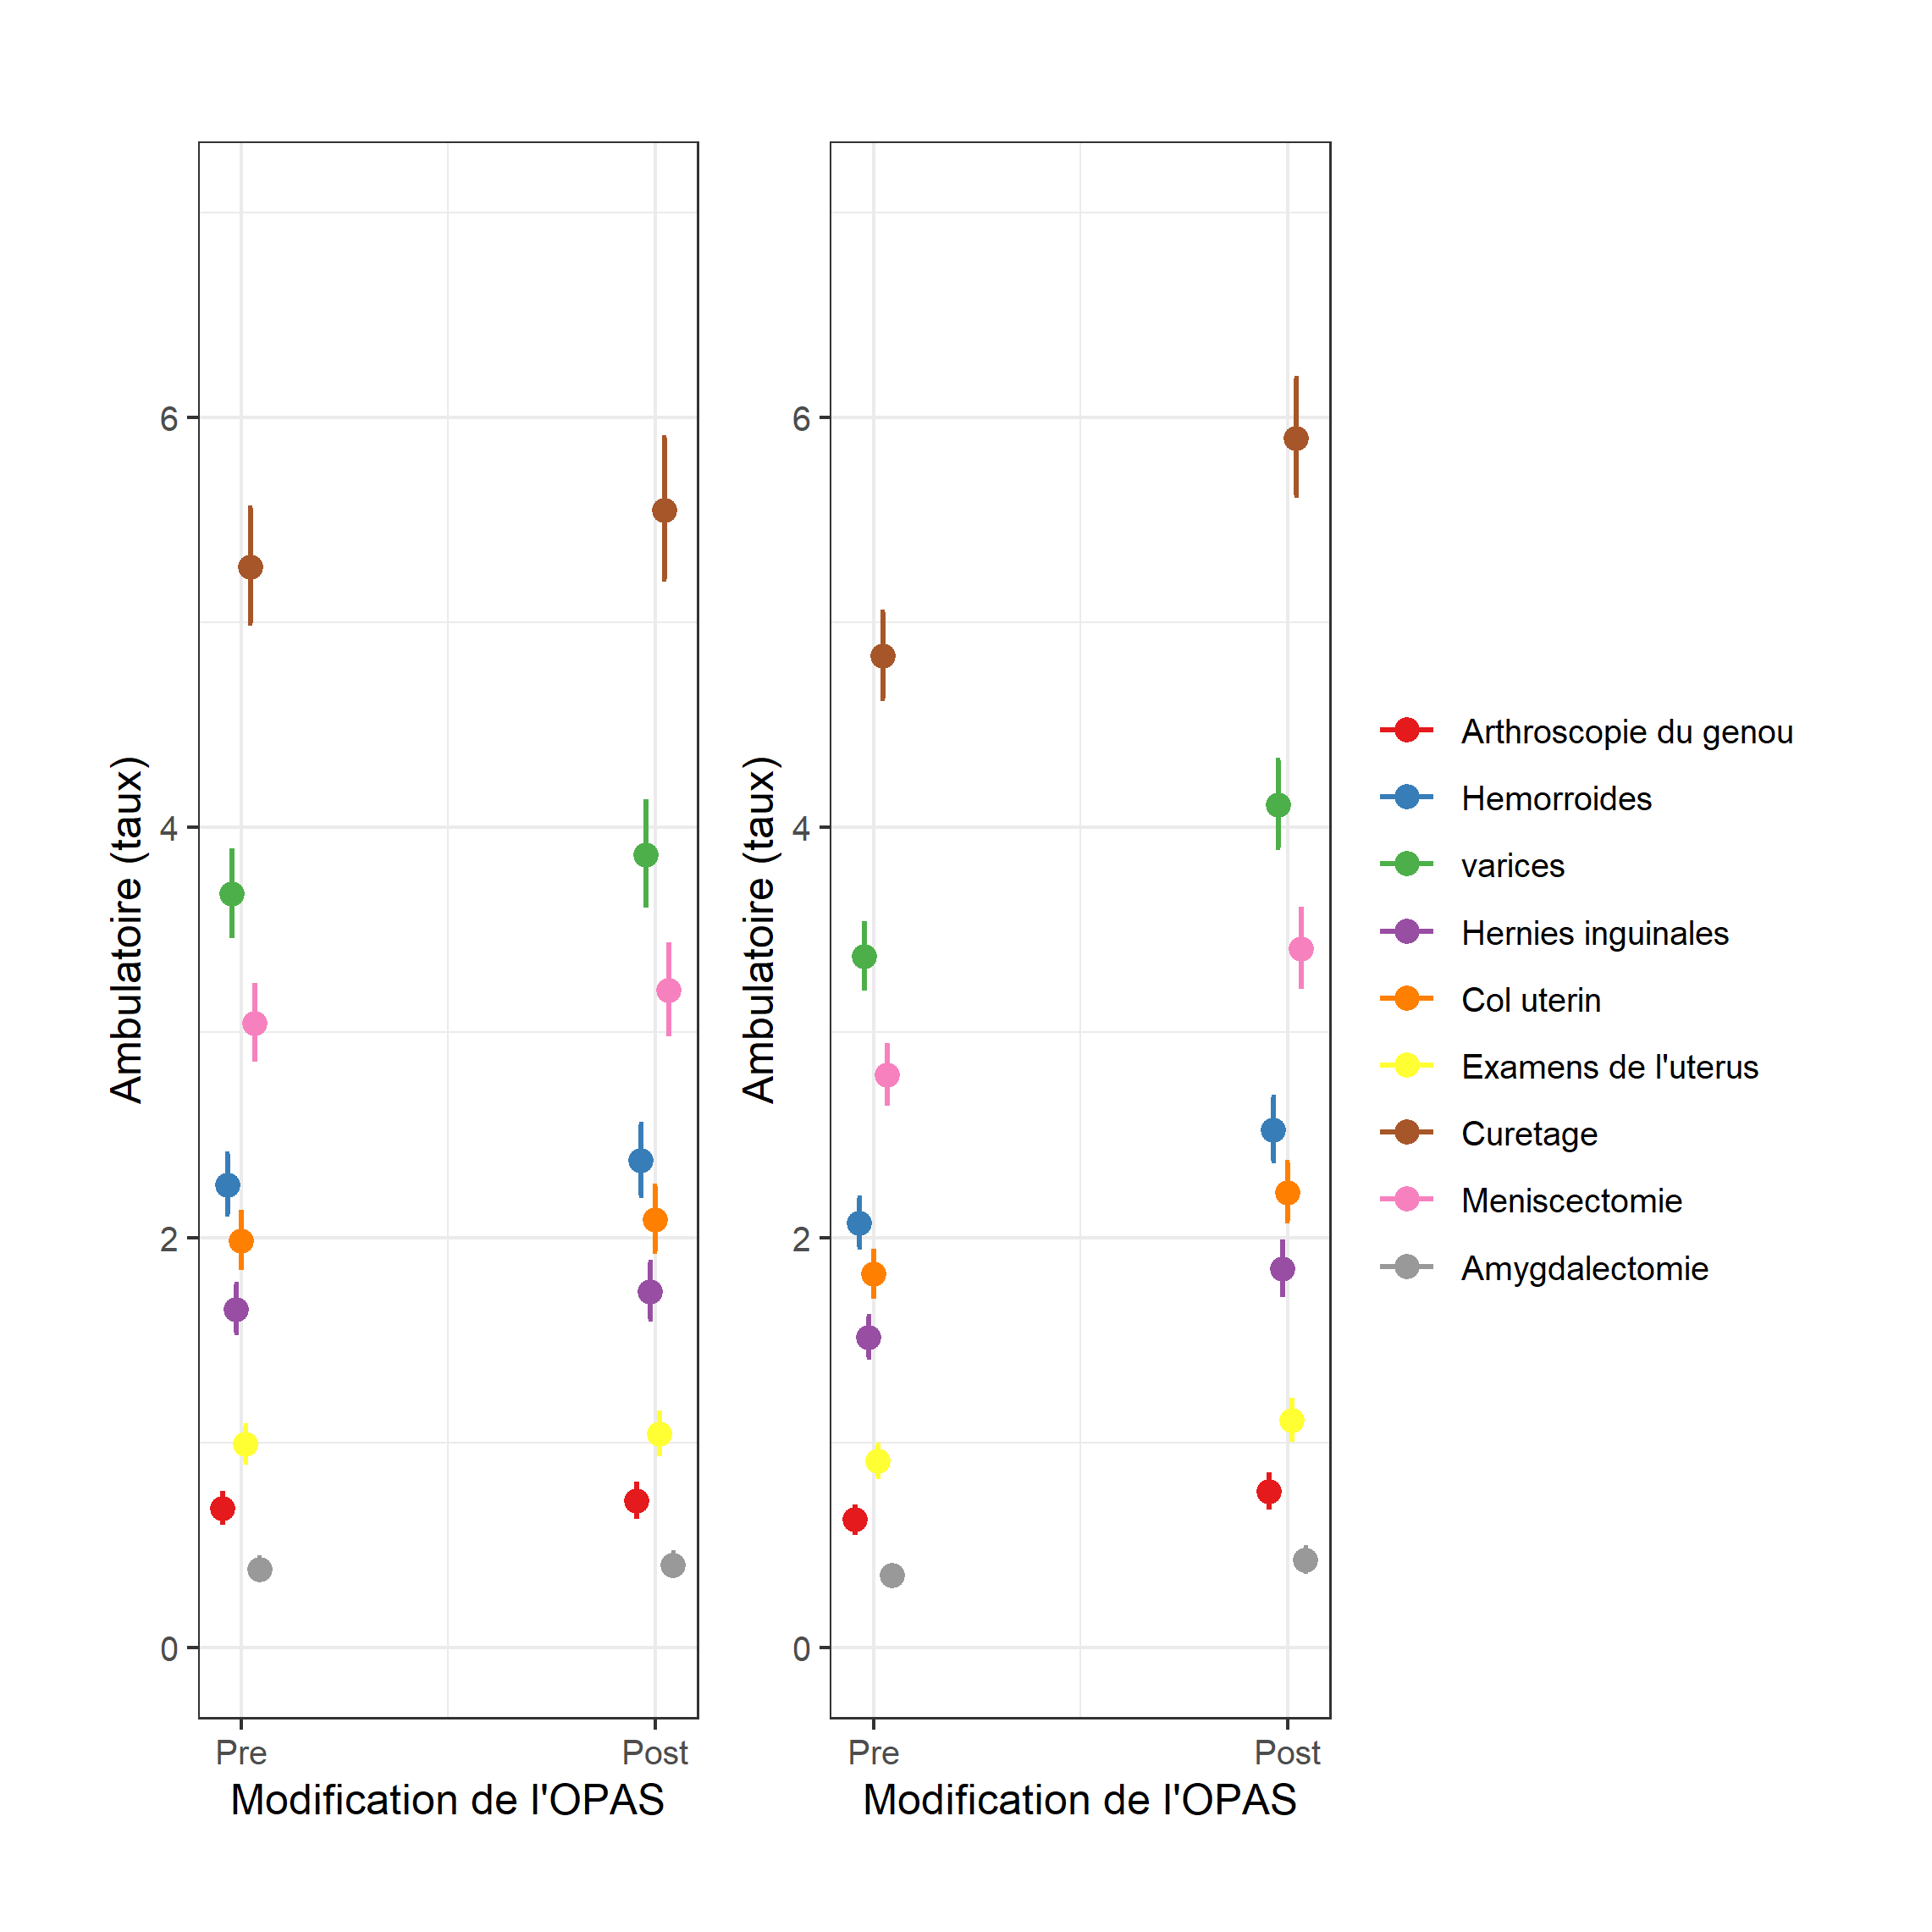 Ambulatoire (taux)
6
4
2
0
Pre
Post
Modification de l'OPAS
Ambulatoire (taux)
6
4
2
0
Pre
Post
Modification de l'OPAS
Arthroscopie du genou
Hemorroides
varices
Hernies inguinales
Col uterin
Examens de l'uterus
Curetage
Meniscectomie
Amygdalectomie